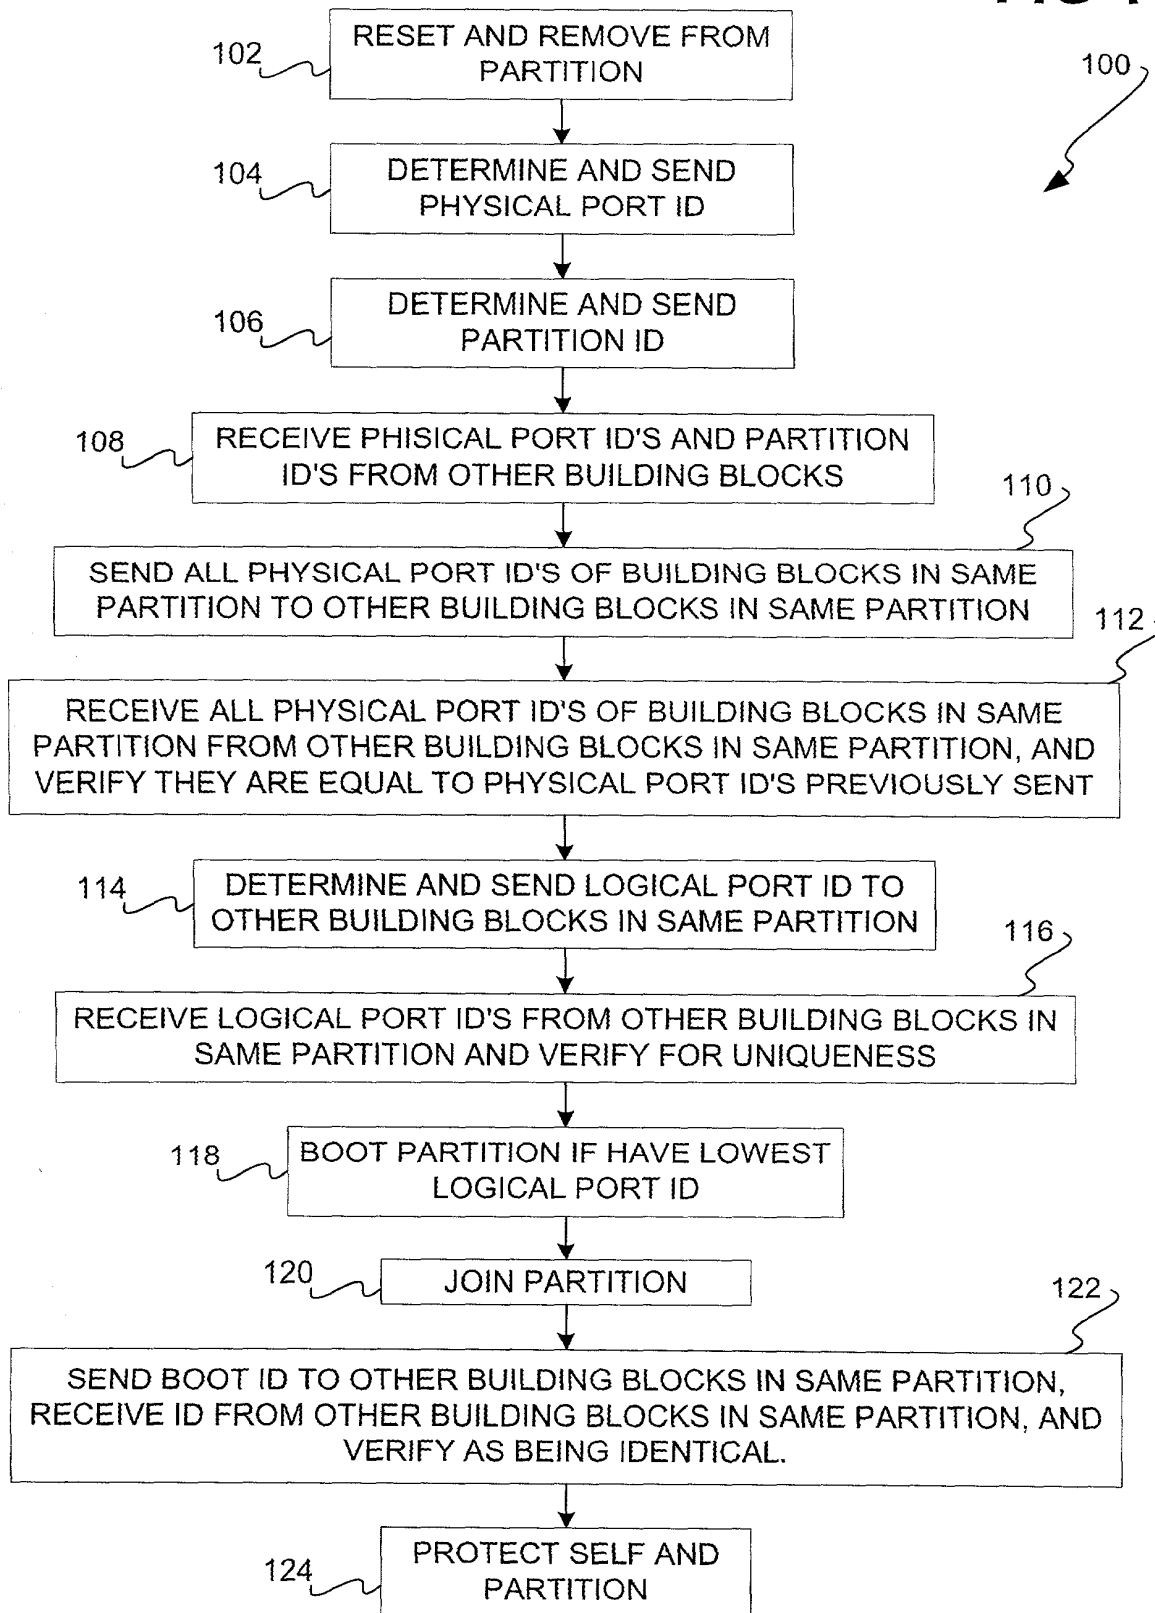 102
RESET AND REMOVE FROM
PARTITION
100
104
DETERMINE AND SEND
PHYSICAL PORT ID
106
DETERMINE AND SEND
PARTITION ID
108
RECEIVE PHISICAL PORT ID'S AND PARTITION
ID'S FROM OTHER BUILDING BLOCKS
110
SEND ALL PHYSICAL PORT ID'S OF BUILDING BLOCKS IN SAME
PARTITION TO OTHER BUILDING BLOCKS IN SAME PARTITION
112
RECEIVE ALL PHYSICAL PORT ID'S OF BUILDING BLOCKS IN SAME
PARTITION FROM OTHER BUILDING BLOCKS IN SAME PARTITION, AND
VERIFY THEY ARE EQUAL TO PHYSICAL PORT ID'S PREVIOUSLY SENT
114
DETERMINE AND SEND LOGICAL PORT ID TO
OTHER BUILDING BLOCKS IN SAME PARTITION
116
RECEIVE LOGICAL PORT ID'S FROM OTHER BUILDING BLOCKS IN
SAME PARTITION AND VERIFY FOR UNIQUENESS
118
BOOT PARTITION IF HAVE LOWEST
LOGICAL PORT ID
120
JOIN PARTITION
122
SEND BOOT ID TO OTHER BUILDING BLOCKS IN SAME PARTITION,
RECEIVE ID FROM OTHER BUILDING BLOCKS IN SAME PARTITION, AND
VERIFY AS BEING IDENTICAL.
124
PROTECT SELF AND
PARTITION